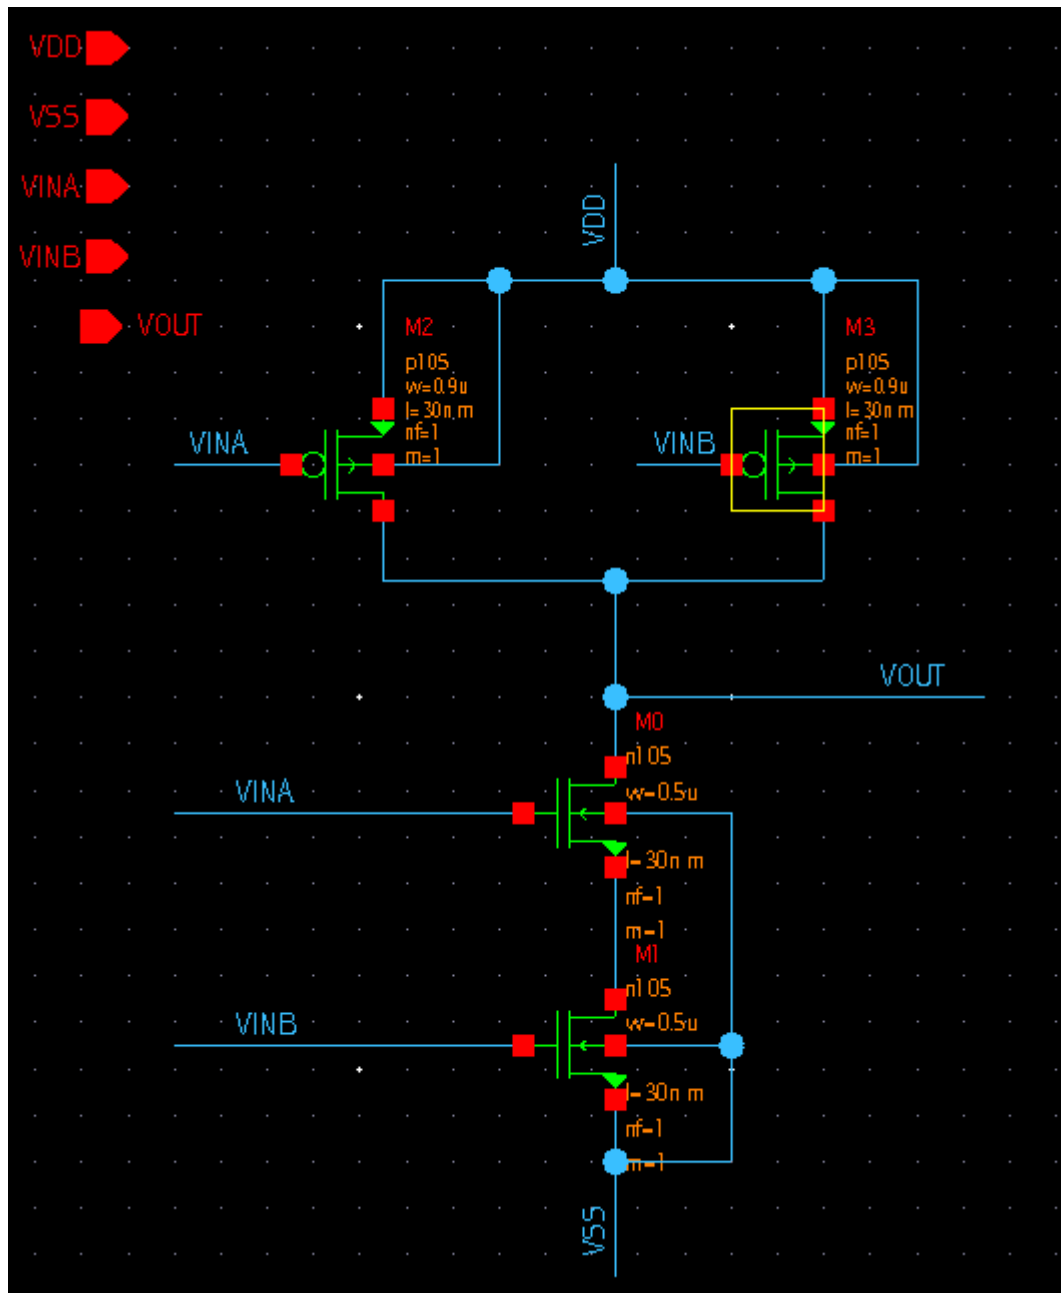 VDD
VSS
VINA
VINB
VOUT
VDD
M2
p105
w=0.9u
l=30n m
nf=1
m=1
VINA
M3
p105
w=0.9u
l=30n m
nf=1
m=1
VINB
VOUT
M0
n105
w=0.5u
l=30n m
nf=1
m=1
VINA
M1
n105
w=0.5u
l=30n m
nf=1
m=1
VINB
VSS